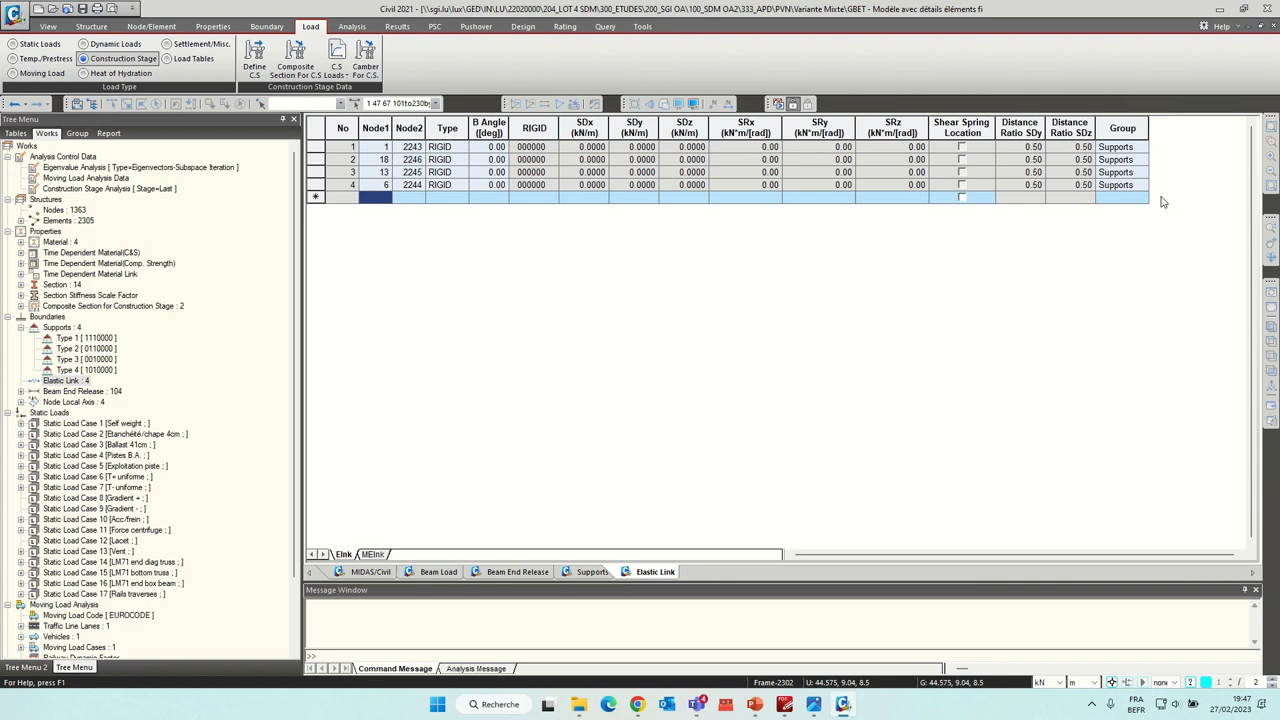 Civil 2021 - [\\sgi.lu\lux\GED\IN\LU\22020000\204_LOT 4 SDM\300_ETUDES\200_SGI OA\100_SDM OA2\333_APD\PVN\Variante Mixte\GBET - Modèle avec détails éléments fi
View Structure Node/Element Properties Boundary Load Analysis Results PSC Pushover Design Rating Query Tools Help
Static Loads Dynamic Loads Settlement/Misc.
Temp./Prestress Construction Stage Load Tables
Moving Load Heat of Hydration
Define C.S
Composite Section For C.S
C.S Loads
Camber For C.S.
Load Type Construction Stage Data
1 47 67 101to230by
Tree Menu
Tables Works Group Report
Works
Analysis Control Data
Eigenvalue Analysis [ Type=Eigenvectors-Subspace Iteration ]
Moving Load Analysis Data
Construction Stage Analysis [ Stage=Last ]
Structures
Nodes : 1363
Elements : 2305
Properties
Material : 4
Time Dependent Material(C&S)
Time Dependent Material(Comp. Strength)
Time Dependent Material Link
Section : 14
Section Stiffness Scale Factor
Composite Section for Construction Stage : 2
Boundaries
Supports : 4
Type 1 [ 1110000 ]
Type 2 [ 0110000 ]
Type 3 [ 0010000 ]
Type 4 [ 1010000 ]
Elastic Link : 4
Beam End Release : 104
Node Local Axis : 4
Static Loads
Static Load Case 1 [Self weight ; ]
Static Load Case 2 [Etanchéité/chape 4cm ; ]
Static Load Case 3 [Ballast 41cm ; ]
Static Load Case 4 [Pistes B.A. ; ]
Static Load Case 5 [Exploitation piste ; ]
Static Load Case 6 [T+ uniforme ; ]
Static Load Case 7 [T- uniforme ; ]
Static Load Case 8 [Gradient + ; ]
Static Load Case 9 [Gradient - ; ]
Static Load Case 10 [Acc/frein ; ]
Static Load Case 11 [Force centrifuge ; ]
Static Load Case 12 [Lacet ; ]
Static Load Case 13 [Vent ; ]
Static Load Case 14 [LM71 end diag truss ; ]
Static Load Case 15 [LM71 bottom truss ; ]
Static Load Case 16 [LM71 end box beam ; ]
Static Load Case 17 [Rails traverses ; ]
Moving Load Analysis
Moving Load Code [ EUROCODE ]
Traffic Line Lanes : 1
Vehicles : 1
Moving Load Cases : 1
Tree Menu 2 Tree Menu
No Node1 Node2 Type B Angle ([deg]) RIGID SDx (kN/m) SDy (kN/m) SDz (kN/m) SRx (kN*m/[rad]) SRy (kN*m/[rad]) SRz (kN*m/[rad]) Shear Spring Location Distance Ratio SDy Distance Ratio SDz Group
1 1 2243 RIGID 0.00 000000 0.0000 0.0000 0.0000 0.00 0.00 0.00 0.50 0.50 Supports
2 18 2246 RIGID 0.00 000000 0.0000 0.0000 0.0000 0.00 0.00 0.00 0.50 0.50 Supports
3 13 2245 RIGID 0.00 000000 0.0000 0.0000 0.0000 0.00 0.00 0.00 0.50 0.50 Supports
4 6 2244 RIGID 0.00 000000 0.0000 0.0000 0.0000 0.00 0.00 0.00 0.50 0.50 Supports
Elnk MElnk
MIDAS/Civil Beam Load Beam End Release Supports Elastic Link
Message Window
>>
Command Message Analysis Message
For Help, press F1 Frame-2302 U: 44.575, 9.04, 8.5 G: 44.575, 9.04, 8.5 kN m none ? 1 / 2
Recherche
4
FRA
BEFR
19:47
27/02/2023